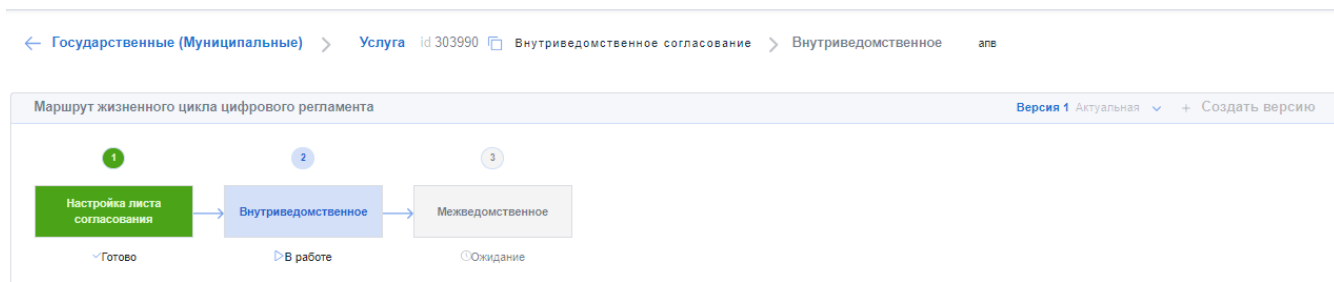 Государственные (Муниципальные) > Услуга id 303990 Внутриведомственное согласование > Внутриведомственное апв
Маршрут жизненного цикла цифрового регламента Версия 1 Актуальная + Создать версию
1 2 3
Настройка листа
согласования
Внутриведомственное
Межведомственное
Готово В работе Ожидание